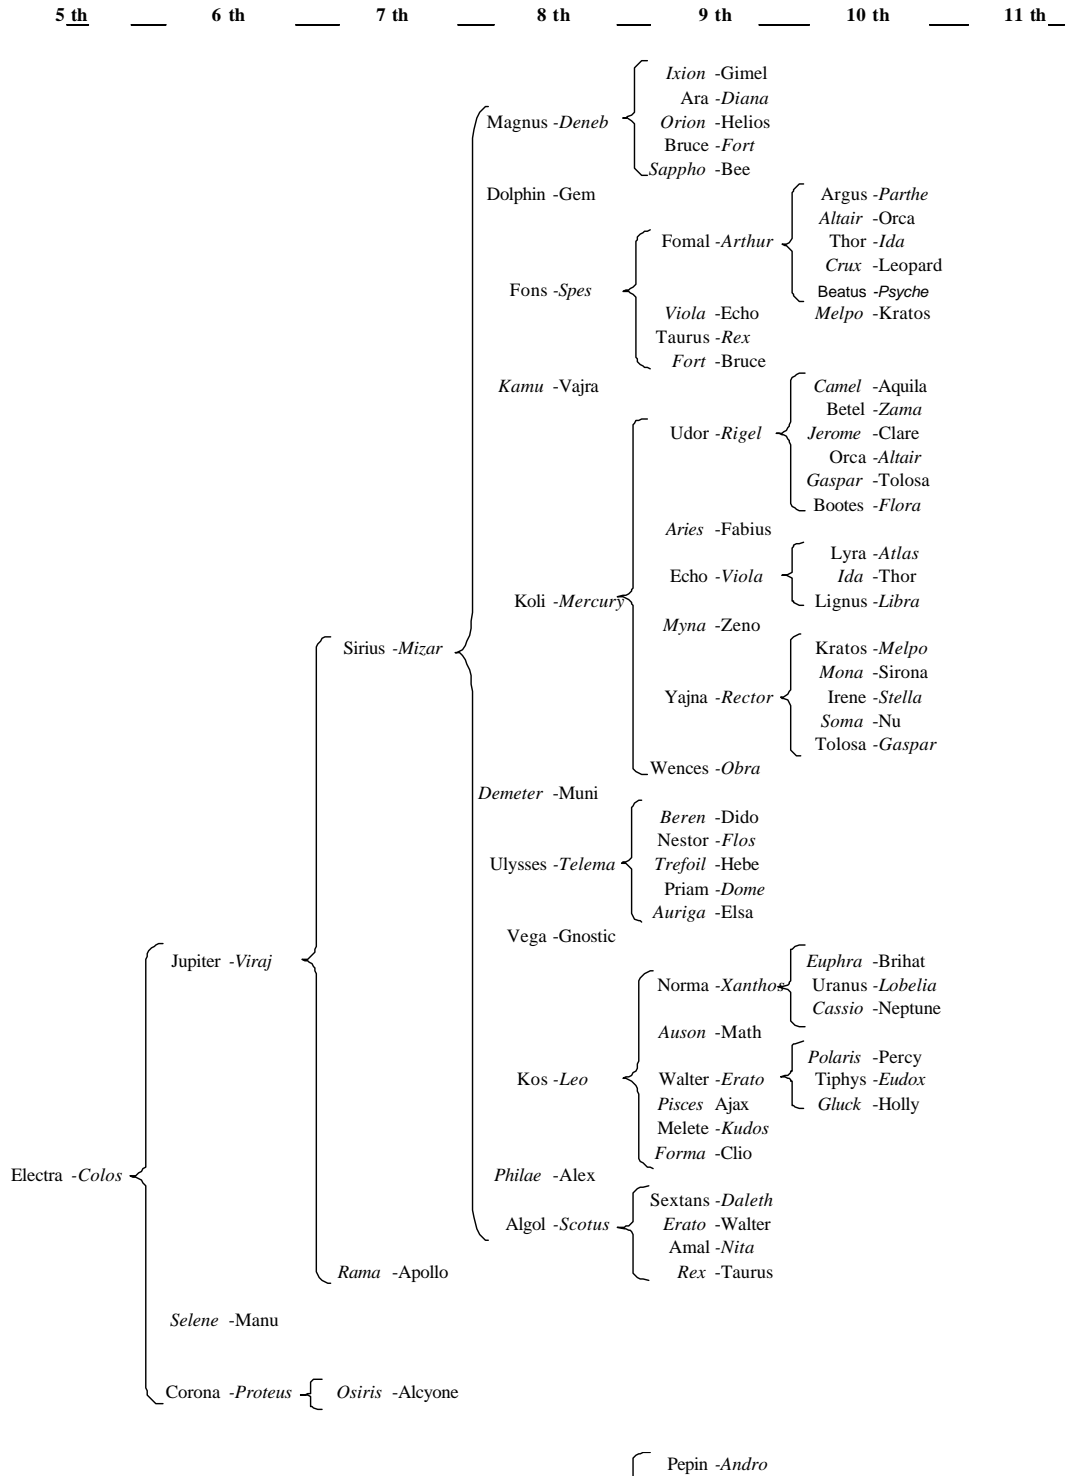 5 th 6 th 7 th 8 th 9 th 10 th 11 th
Ixion -Gimel
Ara -Diana
Magnus -Deneb
Orion -Helios
Bruce -Fort
Sappho -Bee
Dolphin -Gem
Argus -Parthe
Altair -Orca
Fomal -Arthur
Thor -Ida
Crux -Leopard
Fons -Spes
Beatus -Psyche
Viola -Echo
Melpo -Kratos
Taurus -Rex
Fort -Bruce
Kamu -Vajra
Camel -Aquila
Betel -Zama
Udor -Rigel
Jerome -Clare
Orca -Altair
Gaspar -Tolosa
Bootes -Flora
Aries -Fabius
Lyra -Atlas
Echo -Viola
Ida -Thor
Koli -Mercury
Lignus -Libra
Myna -Zeno
Sirius -Mizar
Kratos -Melpo
Mona -Sirona
Yajna -Rector
Irene -Stella
Soma -Nu
Tolosa -Gaspar
Wences -Obra
Demeter -Muni
Beren -Dido
Nestor -Flos
Ulysses -Telema
Trefoil -Hebe
Priam -Dome
Auriga -Elsa
Vega -Gnostic
Jupiter -Viraj
Euphra -Brihat
Norma -Xanthos
Uranus -Lobelia
Cassio -Neptune
Auson -Math
Polaris -Percy
Kos -Leo
Walter -Erato
Tiphys -Eudox
Pisces Ajax
Gluck -Holly
Melete -Kudos
Forma -Clio
Electra -Colos
Philae -Alex
Sextans -Daleth
Algol -Scotus
Erato -Walter
Amal -Nita
Rama -Apollo
Rex -Taurus
Selene -Manu
Corona -Proteus
Osiris -Alcyone
Pepin -Andro